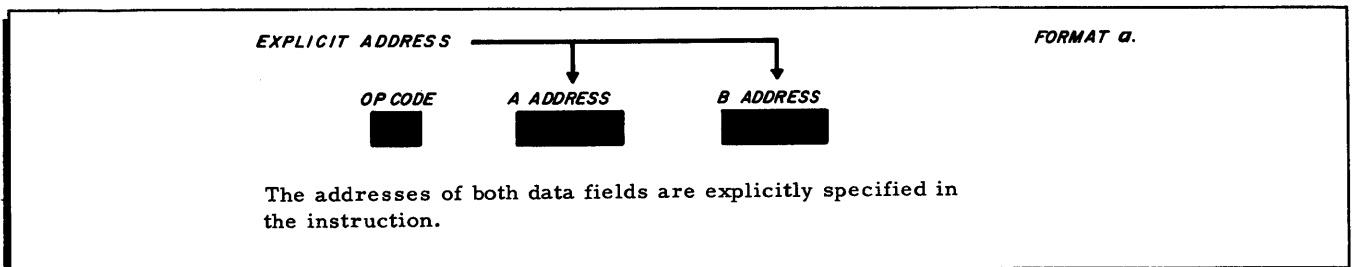 EXPLICIT ADDRESS
FORMAT a.
OP CODE A ADDRESS B ADDRESS
The addresses of both data fields are explicitly specified in
the instruction.